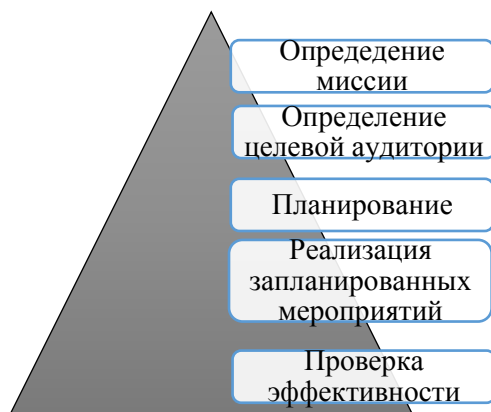 Опредедение
миссии
Определение
целевой аудитории
Планирование
Реализация
запланированных
мероприятий
Проверка
эффективности